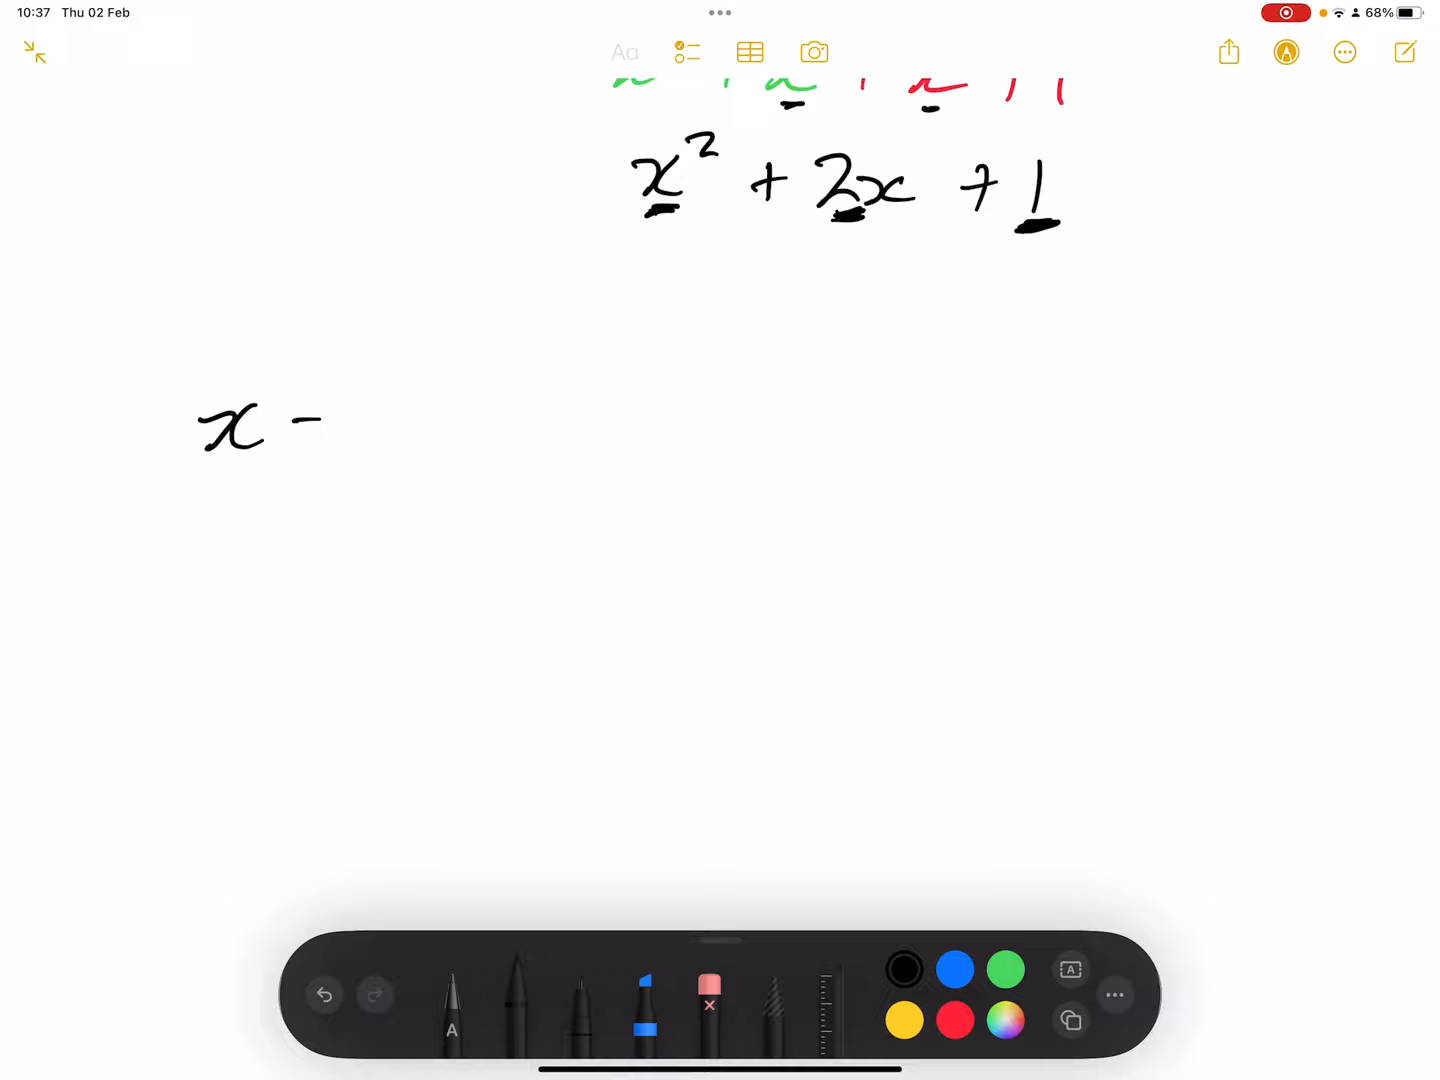 10:37 Thu 02 Feb 68%
Aa
x² + 2x + 1
x -
A
A